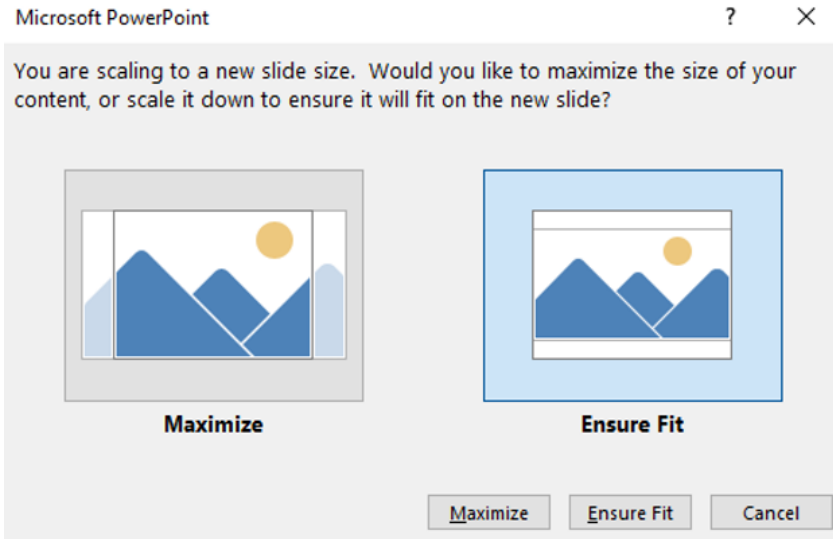 Microsoft PowerPoint ?
You are scaling to a new slide size.  Would you like to maximize the size of your
content, or scale it down to ensure it will fit on the new slide?
Maximize Ensure Fit
Maximize Ensure Fit Cancel